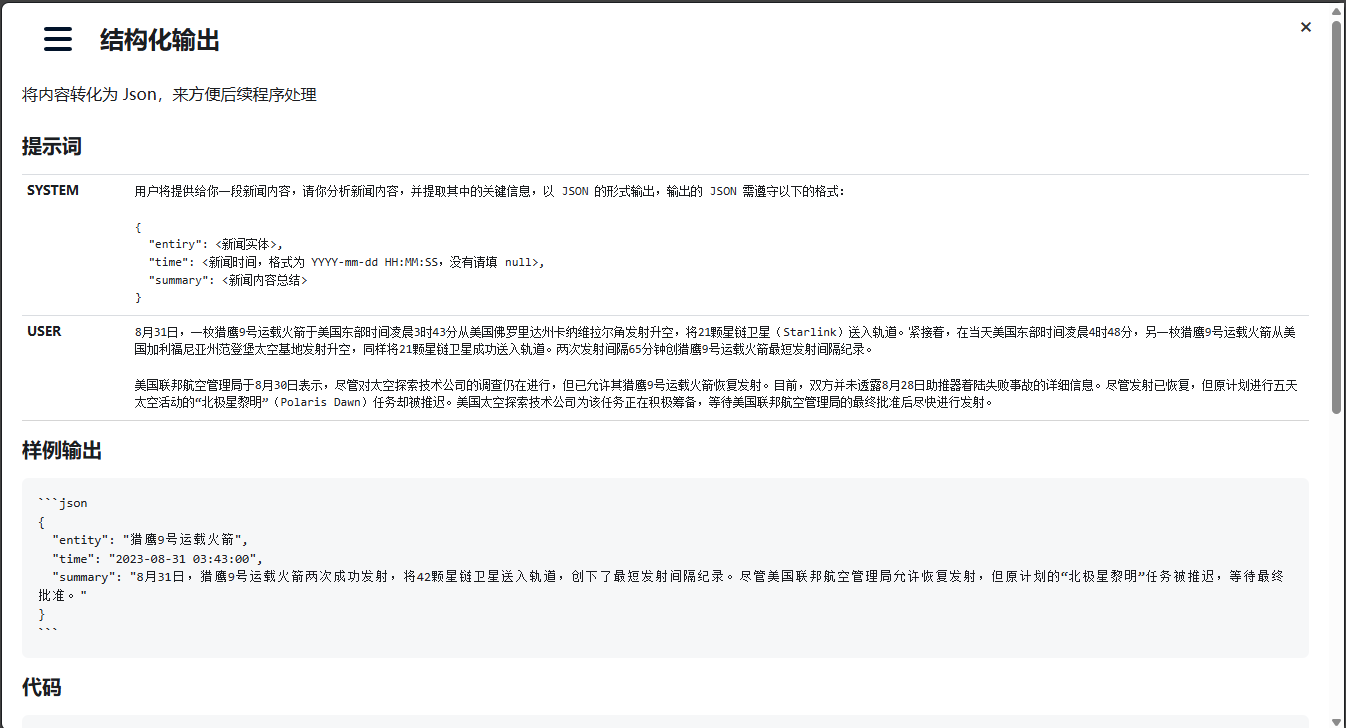 结构化输出
×
将内容转化为 Json，来方便后续程序处理
提示词
SYSTEM
用户将提供给你一段新闻内容，请你分析新闻内容，并提取其中的关键信息，以 JSON 的形式输出，输出的 JSON 需遵守以下的格式：
{
  "entiry": <新闻实体>,
  "time": <新闻时间，格式为 YYYY-mm-dd HH:MM:SS，没有请填 null>,
  "summary": <新闻内容总结>
}
USER
8月31日，一枚猎鹰9号运载火箭于美国东部时间凌晨3时43分从美国佛罗里达州卡纳维拉尔角发射升空，将21颗星链卫星（Starlink）送入轨道。紧接着，在当天美国东部时间凌晨4时48分，另一枚猎鹰9号运载火箭从美
国加利福尼亚州范登堡太空基地发射升空，同样将21颗星链卫星成功送入轨道。两次发射间隔65分钟创猎鹰9号运载火箭最短发射间隔纪录。
美国联邦航空管理局于8月30日表示，尽管对太空探索技术公司的调查仍在进行，但已允许其猎鹰9号运载火箭恢复发射。目前，双方并未透露8月28日助推器着陆失败事故的详细信息。尽管发射已恢复，但原计划进行五天
太空活动的“北极星黎明”（Polaris Dawn）任务却被推迟。美国太空探索技术公司为该任务正在积极筹备，等待美国联邦航空管理局的最终批准后尽快进行发射。
样例输出
```json
{
  "entity": "猎鹰9号运载火箭",
  "time": "2023-08-31 03:43:00",
  "summary": "8月31日，猎鹰9号运载火箭两次成功发射，将42颗星链卫星送入轨道，创下了最短发射间隔纪录。尽管美国联邦航空管理局允许恢复发射，但原计划的“北极星黎明”任务被推迟，等待最终
批准。"
}
```
代码